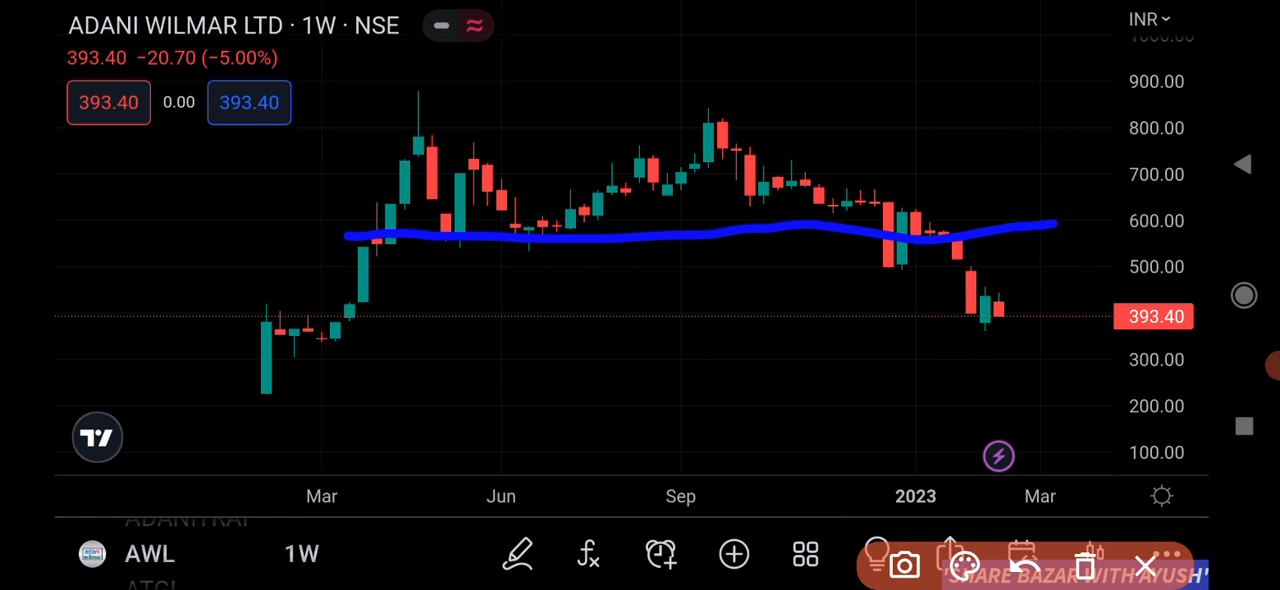 ADANI WILMAR LTD · 1W · NSE
INR
1000.00
393.40 −20.70 (−5.00%)
393.40 0.00 393.40
900.00
800.00
700.00
600.00
500.00
393.40
300.00
200.00
100.00
Mar Jun Sep 2023 Mar
AWL 1W
"SHARE BAZAR WITH AYUSH"